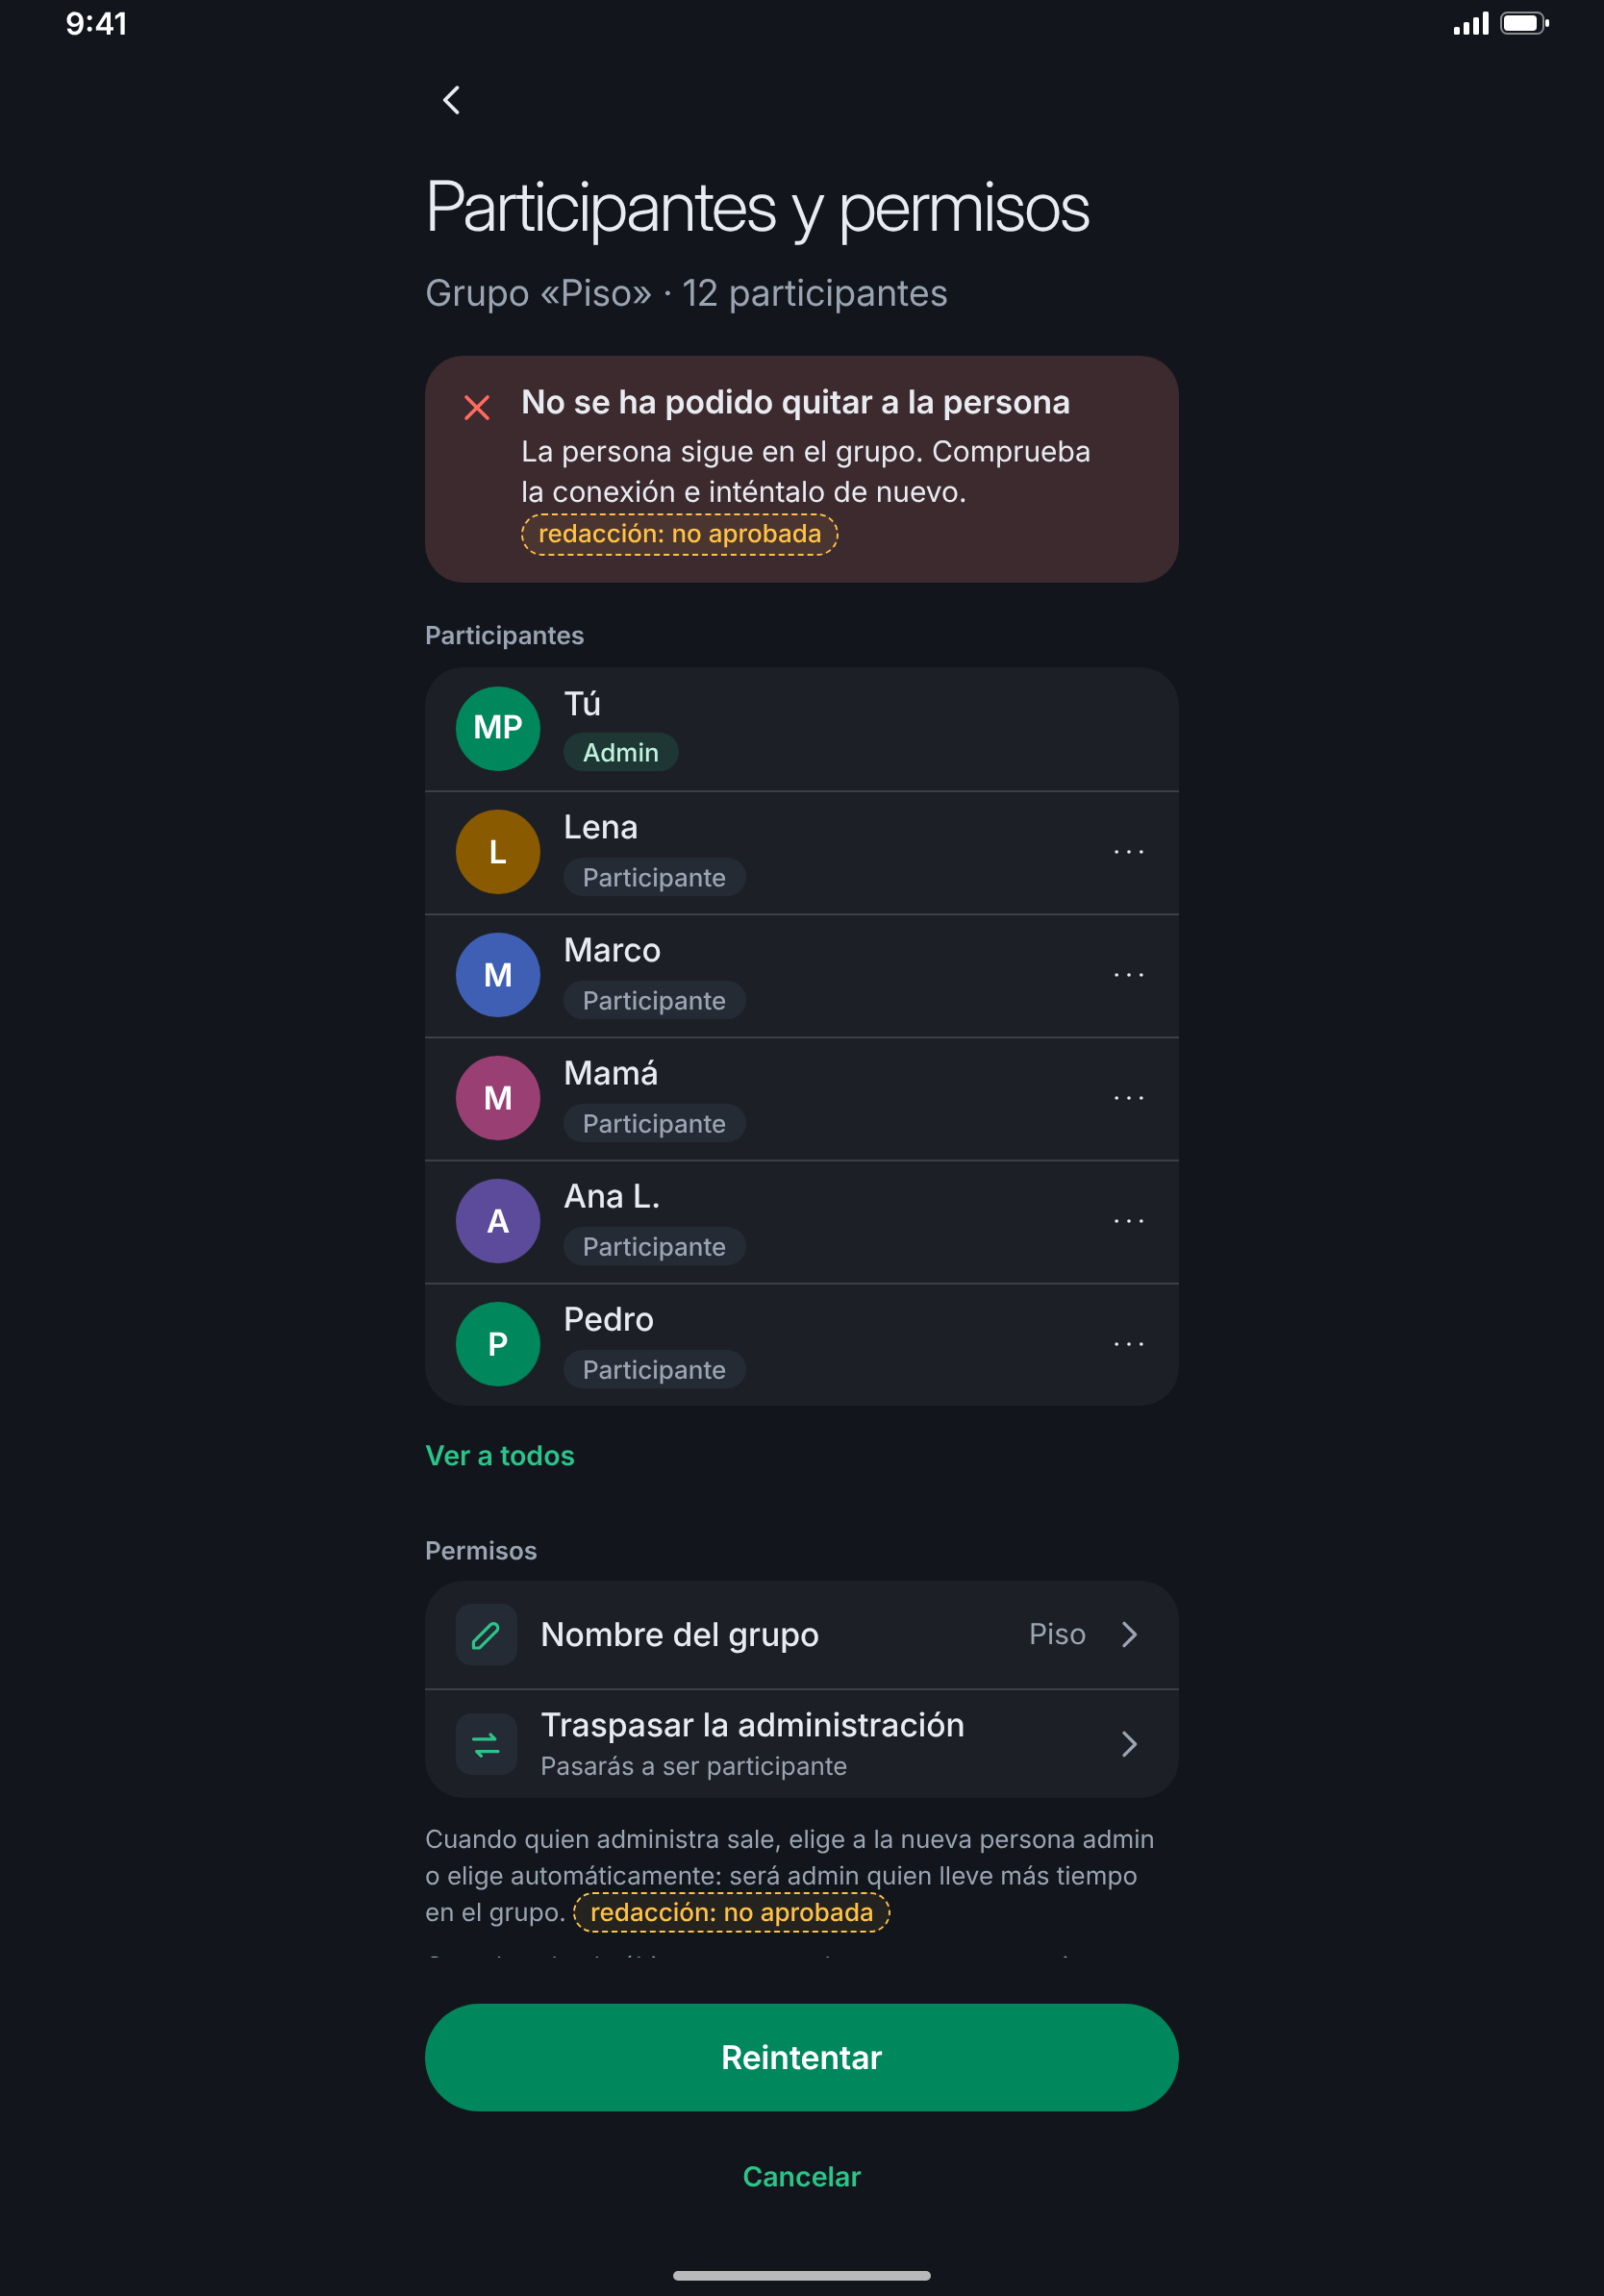 9:41
Participantes y permisos
Grupo «Piso» · 12 participantes
No se ha podido quitar a la persona
La persona sigue en el grupo. Comprueba
la conexión e inténtalo de nuevo.
redacción: no aprobada
Participantes
MP
Tú
Admin
L
Lena
Participante
M
Marco
Participante
M
Mamá
Participante
A
Ana L.
Participante
P
Pedro
Participante
Ver a todos
Permisos
Nombre del grupo
Piso
Traspasar la administración
Pasarás a ser participante
Cuando quien administra sale, elige a la nueva persona admin
o elige automáticamente: será admin quien lleve más tiempo
en el grupo. redacción: no aprobada
Reintentar
Cancelar